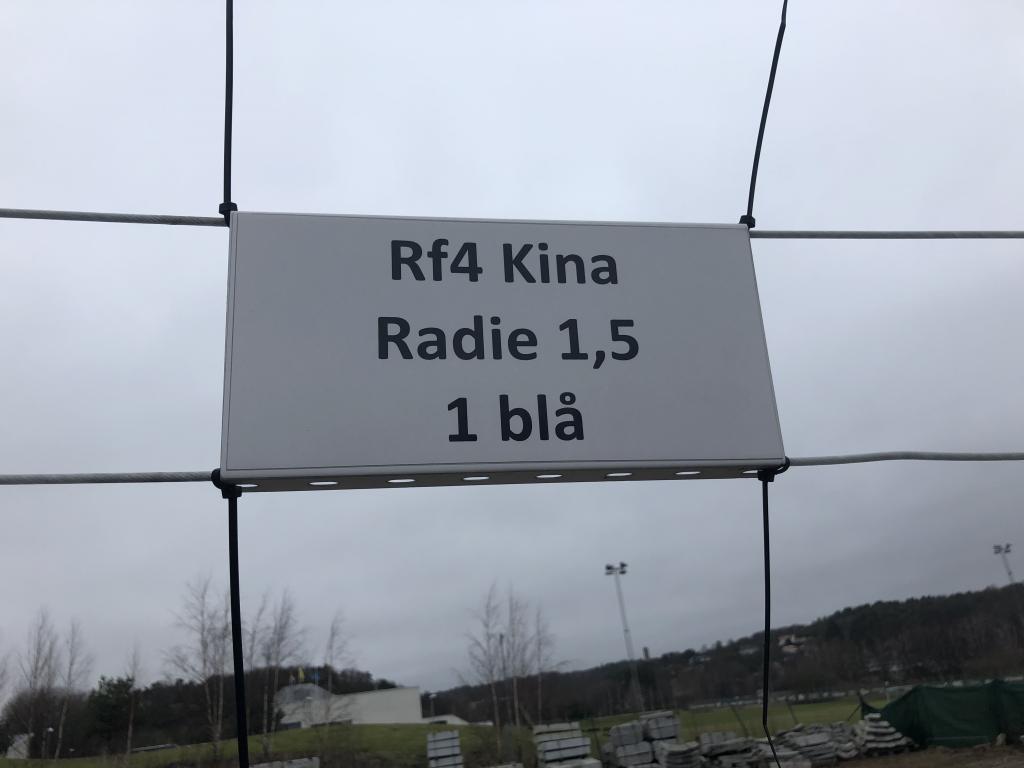 Rf4 Kina
Radie 1,5
1 blå